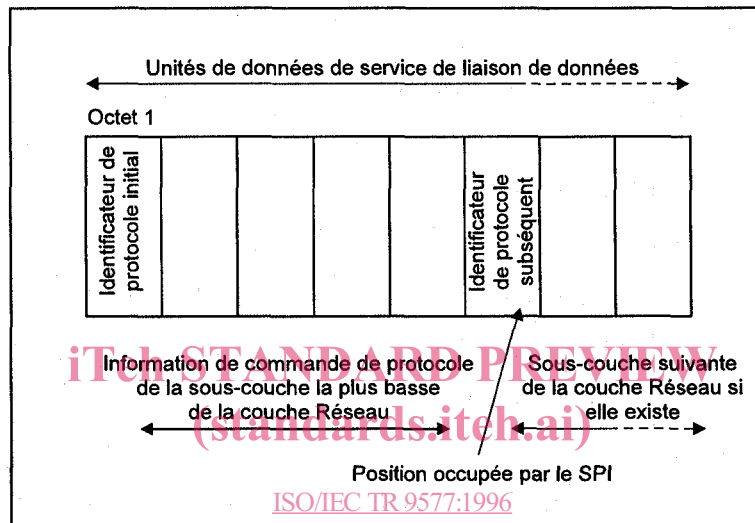 Unités de données de service de liaison de données
Octet 1
Identificateur de
protocole initial
Identificateur
de protocole
subséquent
Information de commande de protocole
de la sous-couche la plus basse
de la couche Réseau
Sous-couche suivante
de la couche Réseau si
elle existe
iTeh STANDARD PREVIEW
(standards.iteh.ai)
Position occupée par le SPI
ISO/IEC TR 9577:1996